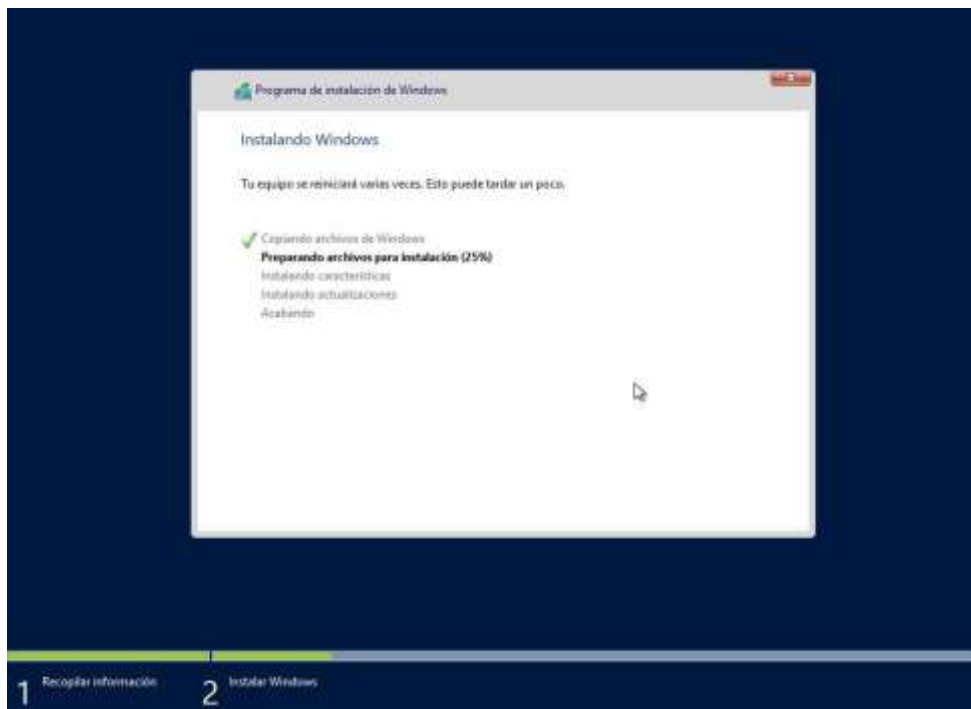 Programa de instalación de Windows
Instalando Windows
Tu equipo se reiniciará varias veces. Esto puede tardar un poco.
Copiando archivos de Windows
Preparando archivos para instalación (25%)
Instalando características
Instalando actualizaciones
Acabando
1 Recopilar información
2 Instalar Windows